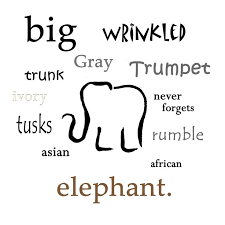 big
WRINKLED
Gray
Trumpet
trunk
ivory
never
forgets
tusks
rumble
asian
african
elephant.